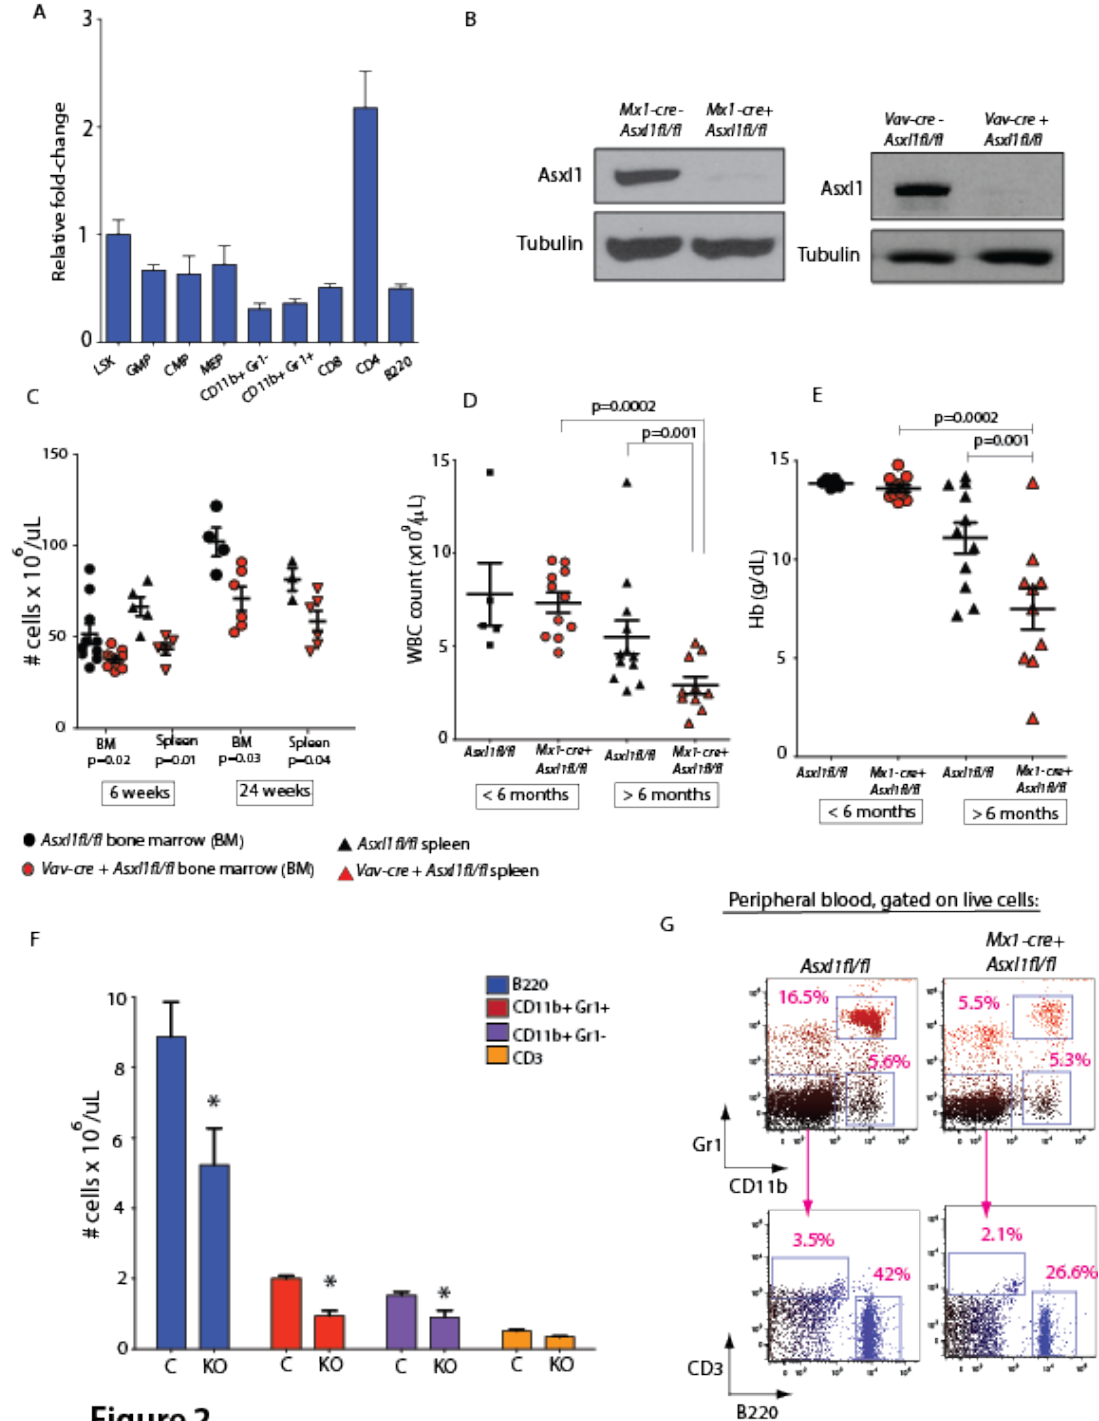 A
3
2
1
0
Relative fold-change
LSK
GMP
CMP
MEP
CD11b+ Gr1-
CD11b+ Gr1+
CD8
CD4
B220
B
Mx1-cre-
Asxl1fl/fl
Mx1-cre+
Asxl1fl/fl
Vav-cre -
Asxl1fl/fl
Vav-cre +
Asxl1fl/fl
Asxl1
Tubulin
Asxl1
Tubulin
C
150
100
50
0
# cells x 10⁶/uL
BM
p=0.02
Spleen
p=0.01
BM
p=0.03
Spleen
p=0.04
6 weeks
24 weeks
D
p=0.0002
p=0.001
15
10
5
0
WBC count (x10⁹/μL)
Asxl1fl/fl
Mx1-cre+
Asxl1fl/fl
Asxl1fl/fl
Mx1-cre+
Asxl1fl/fl
< 6 months
> 6 months
E
p=0.0002
p=0.001
15
10
5
0
Hb (g/dL)
Asxl1fl/fl
Mx1-cre+
Asxl1fl/fl
Asxl1fl/fl
Mx1-cre+
Asxl1fl/fl
< 6 months
> 6 months
Asxl1fl/fl bone marrow (BM)
Vav-cre + Asxl1fl/fl bone marrow (BM)
Asxl1fl/fl spleen
Vav-cre + Asxl1fl/fl spleen
F
10
8
6
4
2
0
# cells x 10⁶/uL
*
*
*
C KO C KO C KO C KO
B220
CD11b+ Gr1+
CD11b+ Gr1-
CD3
Peripheral blood, gated on live cells:
G
Asxl1fl/fl
Mx1-cre+
Asxl1fl/fl
16.5%
5.6%
5.5%
5.3%
Gr1
CD11b
3.5%
42%
2.1%
26.6%
CD3
B220
Figure 2